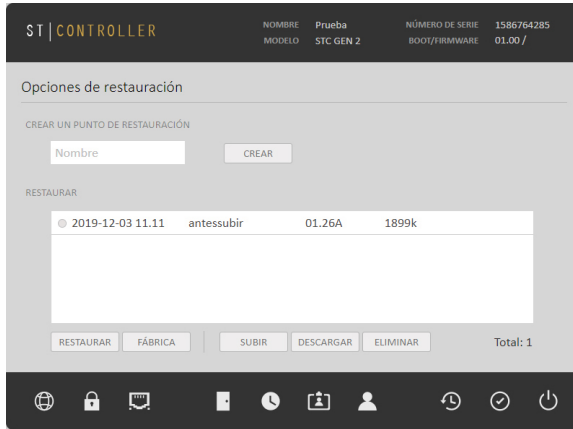 ST|CONTROLLER
NOMBRE Prueba NÚMERO DE SERIE 1586764285
MODELO STC GEN 2 BOOT/FIRMWARE 01.00 /
Opciones de restauración
CREAR UN PUNTO DE RESTAURACIÓN
Nombre CREAR
RESTAURAR
2019-12-03 11.11 antessubir 01.26A 1899k
RESTAURAR FÁBRICA SUBIR DESCARGAR ELIMINAR Total: 1